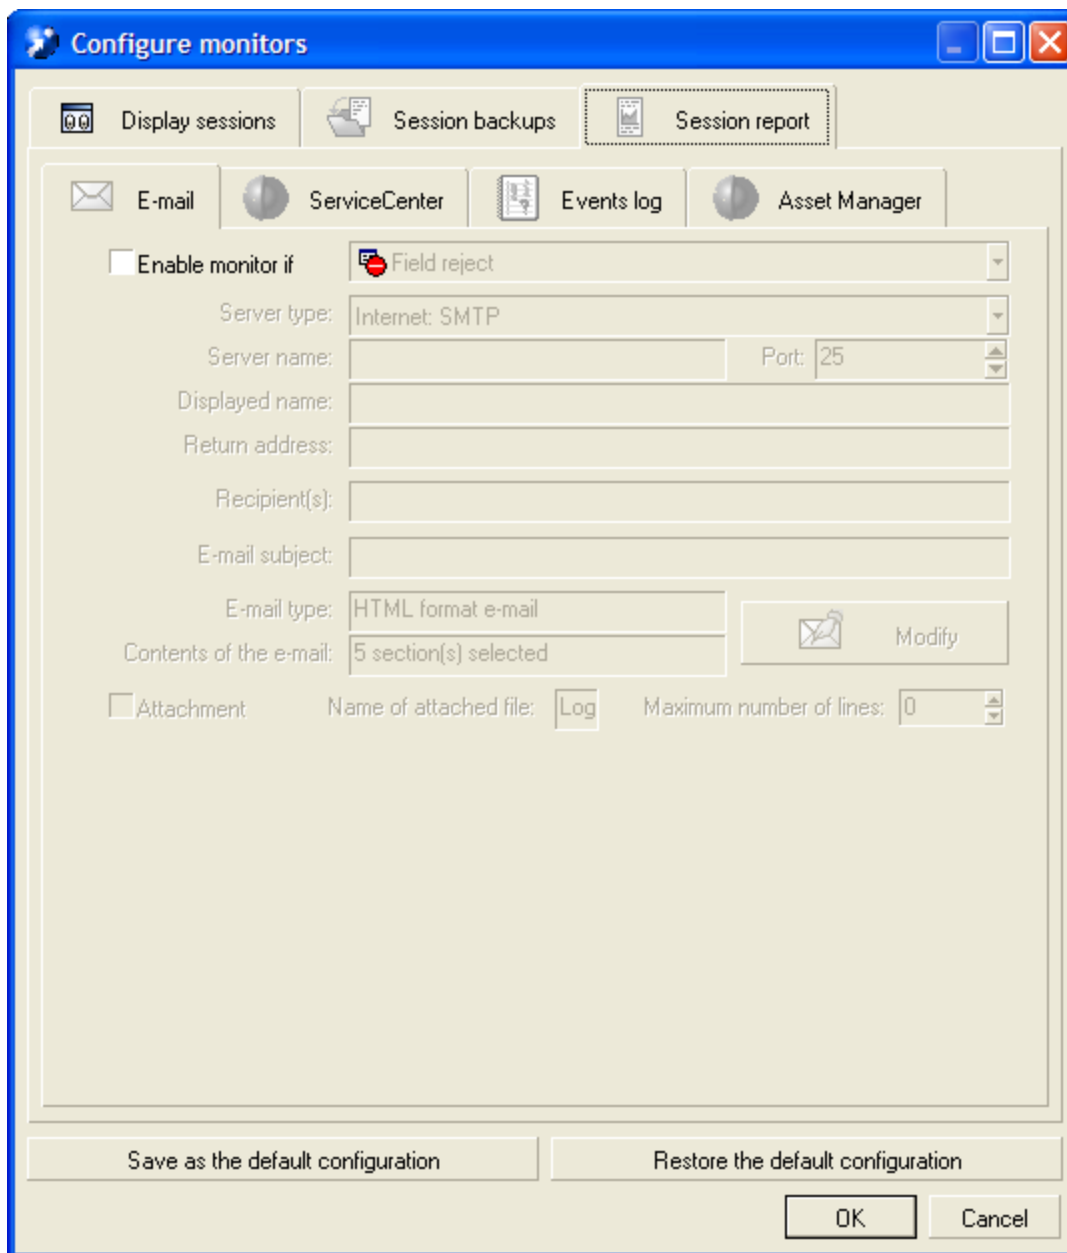 Configure monitors
Display sessions Session backups Session report
E-mail ServiceCenter Events log Asset Manager
Enable monitor if Field reject
Server type: Internet: SMTP
Server name: Port: 25
Displayed name:
Return address:
Recipient(s):
E-mail subject:
E-mail type: HTML format e-mail
Modify
Contents of the e-mail: 5 section(s) selected
Attachment Name of attached file: Log Maximum number of lines: 0
Save as the default configuration Restore the default configuration
OK Cancel